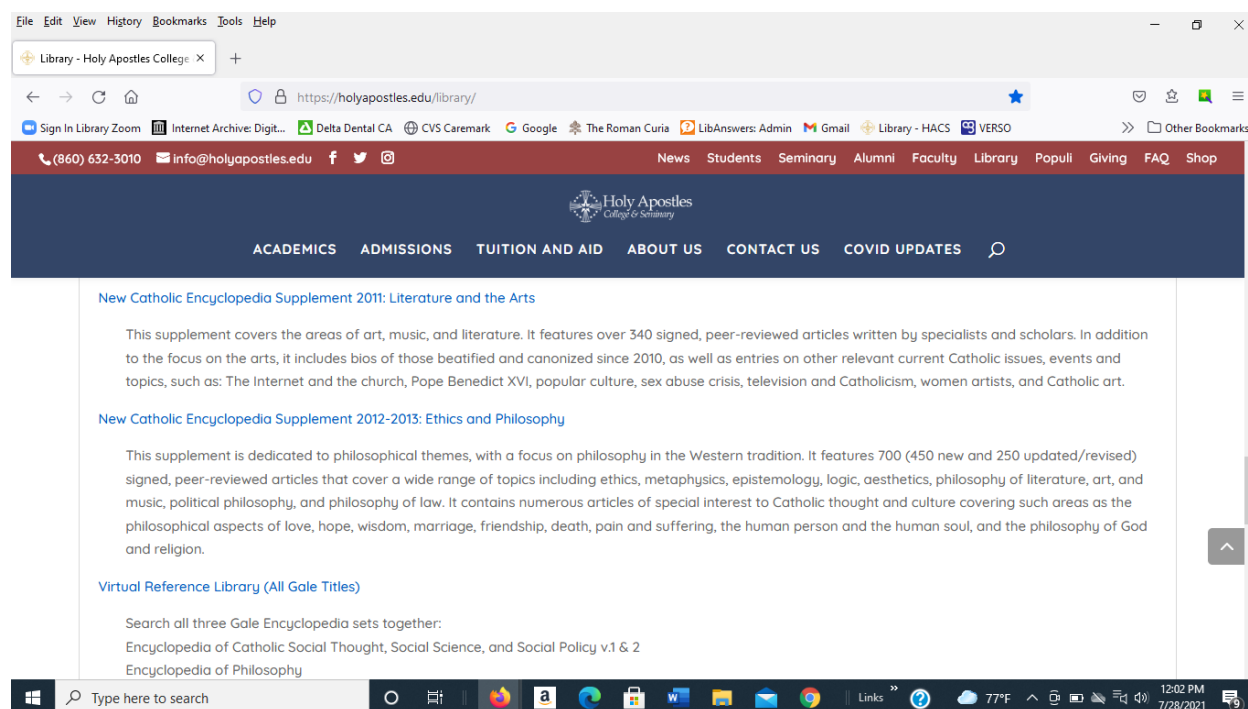 File Edit View History Bookmarks Tools Help
Library - Holy Apostles College
https://holyapostles.edu/library/
Sign In Library Zoom Internet Archive: Digit... Delta Dental CA CVS Caremark Google The Roman Curia LibAnswers: Admin Gmail Library - HACS VERSO Other Bookmarks
(860) 632-3010 info@holyapostles.edu News Students Seminary Alumni Faculty Library Populi Giving FAQ Shop
Holy Apostles
College & Seminary
ACADEMICS ADMISSIONS TUITION AND AID ABOUT US CONTACT US COVID UPDATES
New Catholic Encyclopedia Supplement 2011: Literature and the Arts
This supplement covers the areas of art, music, and literature. It features over 340 signed, peer-reviewed articles written by specialists and scholars. In addition
to the focus on the arts, it includes bios of those beatified and canonized since 2010, as well as entries on other relevant current Catholic issues, events and
topics, such as: The Internet and the church, Pope Benedict XVI, popular culture, sex abuse crisis, television and Catholicism, women artists, and Catholic art.
New Catholic Encyclopedia Supplement 2012-2013: Ethics and Philosophy
This supplement is dedicated to philosophical themes, with a focus on philosophy in the Western tradition. It features 700 (450 new and 250 updated/revised)
signed, peer-reviewed articles that cover a wide range of topics including ethics, metaphysics, epistemology, logic, aesthetics, philosophy of literature, art, and
music, political philosophy, and philosophy of law. It contains numerous articles of special interest to Catholic thought and culture covering such areas as the
philosophical aspects of love, hope, wisdom, marriage, friendship, death, pain and suffering, the human person and the human soul, and the philosophy of God
and religion.
Virtual Reference Library (All Gale Titles)
Search all three Gale Encyclopedia sets together:
Encyclopedia of Catholic Social Thought, Social Science, and Social Policy v.1 & 2
Encyclopedia of Philosophy
Type here to search Links 77°F 12:02 PM
7/28/2021